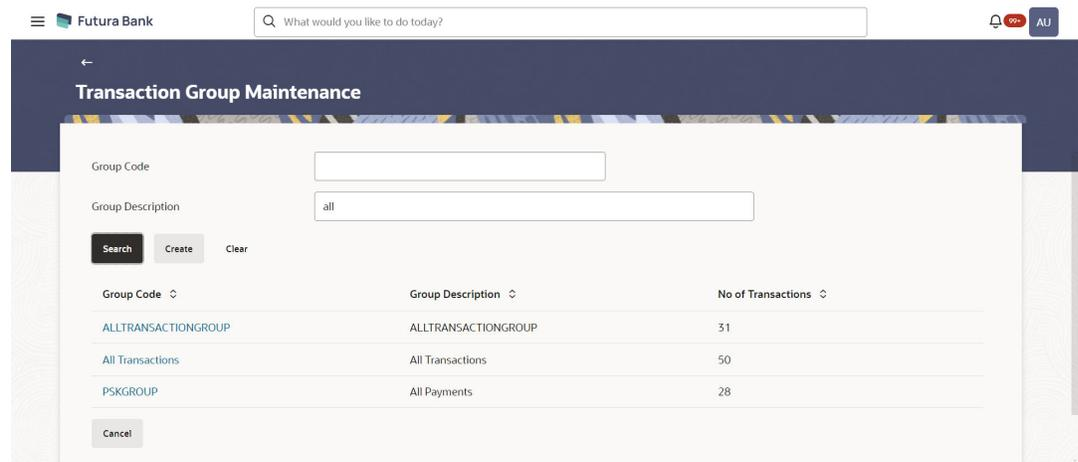 Futura Bank
What would you like to do today?
99+
AU
Transaction Group Maintenance
Group Code
Group Description
all
Search Create Clear
Group Code Group Description No of Transactions
ALLTRANSACTIONGROUP ALLTRANSACTIONGROUP 31
All Transactions All Transactions 50
PSKGROUP All Payments 28
Cancel